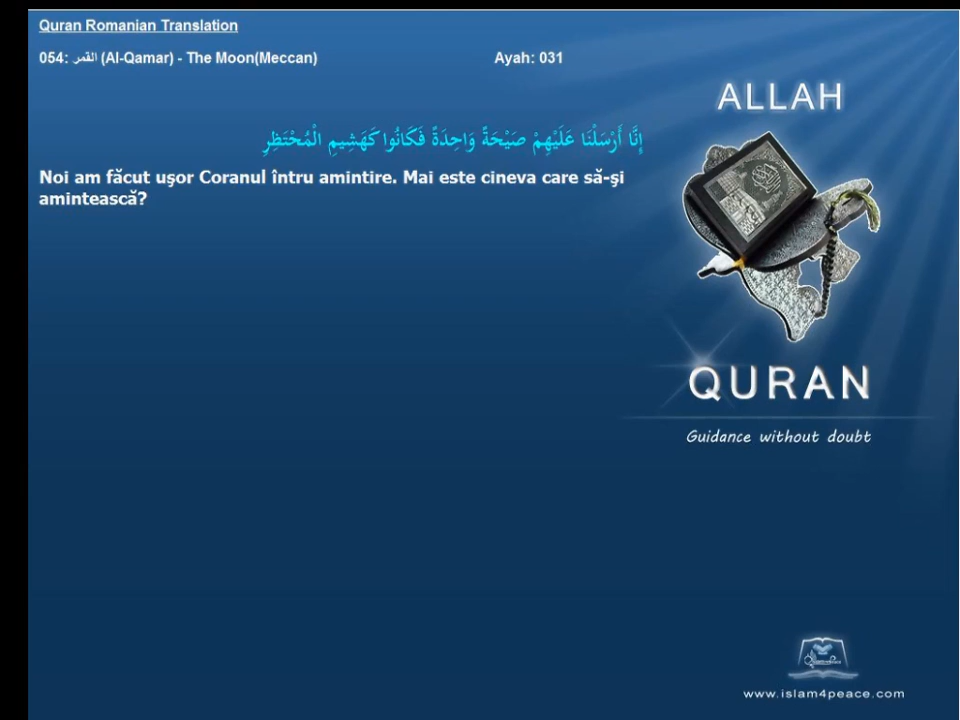 Quran Romanian Translation
054: القمر (Al-Qamar) - The Moon(Meccan) Ayah: 031
إِنَّا أَرْسَلْنَا عَلَيْهِمْ صَيْحَةً وَاحِدَةً فَكَانُوا كَهَشِيمِ الْمُحْتَظِرِ
Noi am făcut uşor Coranul întru amintire. Mai este cineva care să-şi
amintească?
ALLAH
QURAN
Guidance without doubt
www.islam4peace.com